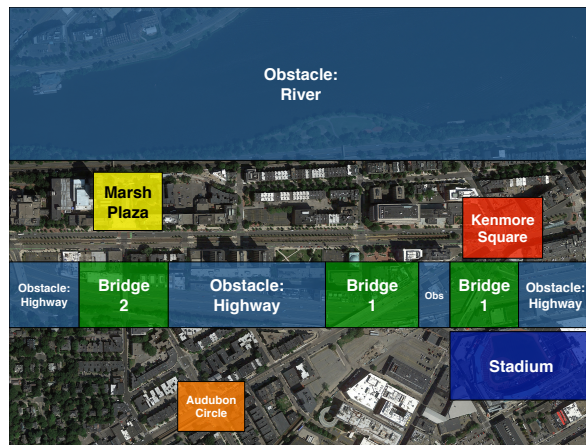 Obstacle:
River
Marsh
Plaza
Kenmore
Square
Obstacle:
Highway
Bridge
2
Obstacle:
Highway
Bridge
1
Obs
Bridge
1
Obstacle:
Highway
Stadium
Audubon
Circle